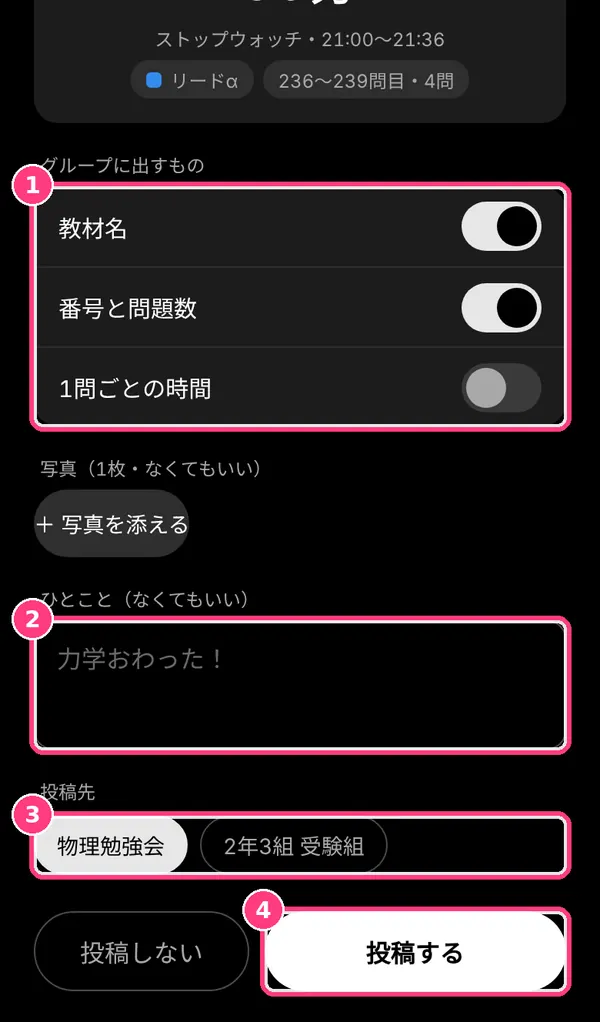 ストップウォッチ・21:00〜21:36
リードα 236〜239問目・4問
グループに出すもの
1
教材名
番号と問題数
1問ごとの時間
写真（1枚・なくてもいい）
＋ 写真を添える
ひとこと（なくてもいい）
2
力学おわった！
投稿先
3
物理勉強会 2年3組 受験組
4
投稿しない 投稿する